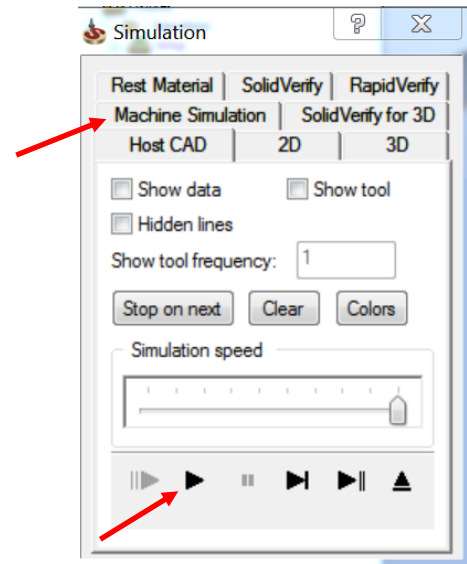 Simulation ?
Rest Material SolidVerify RapidVerify
Machine Simulation SolidVerify for 3D
Host CAD 2D 3D
Show data Show tool
Hidden lines
Show tool frequency: 1
Stop on next Clear Colors
Simulation speed